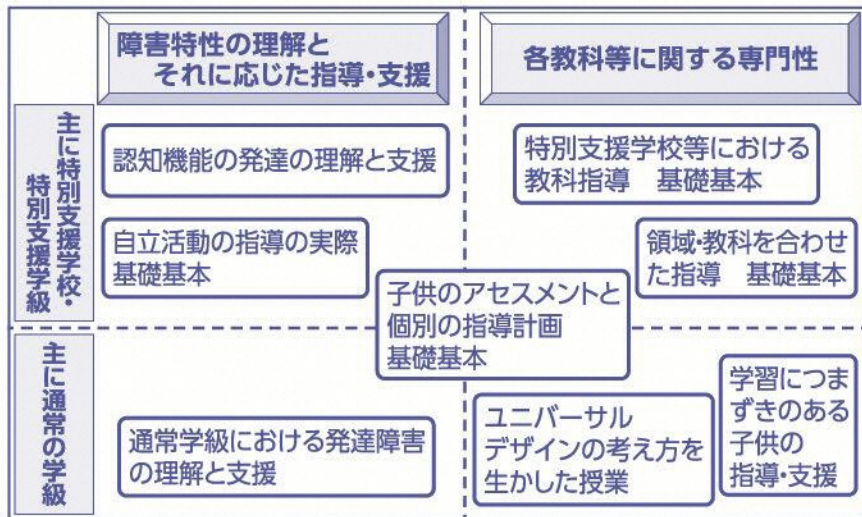 障害特性の理解と
それに応じた指導・支援
各教科等に関する専門性
主に特別支援学校・
特別支援学級
認知機能の発達の理解と支援
特別支援学校等における
教科指導　基礎基本
自立活動の指導の実際
基礎基本
領域・教科を合わせ
た指導　基礎基本
子供のアセスメントと
個別の指導計画
基礎基本
主に通常の学級
通常学級における発達障害
の理解と支援
ユニバーサル
デザインの考え方を
生かした授業
学習につま
ずきのある
子供の
指導・支援